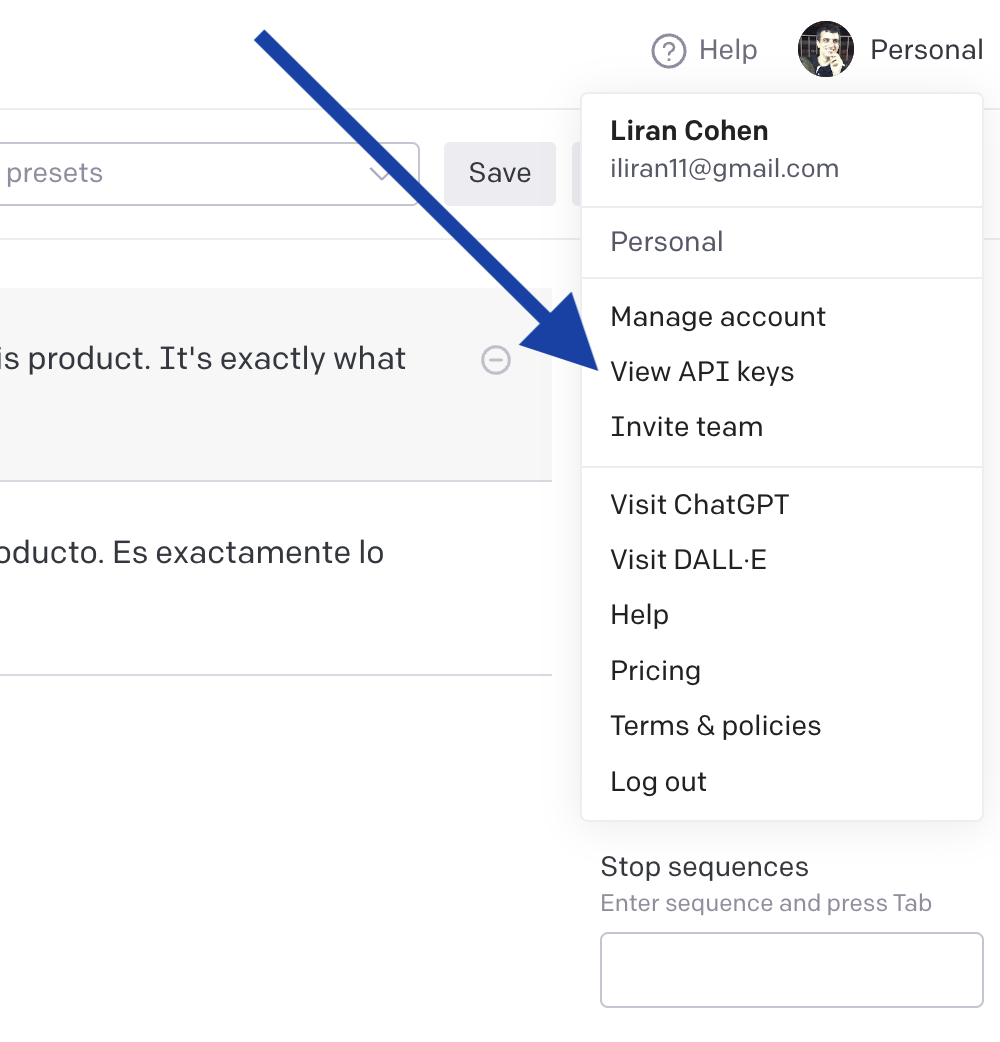 Help
Personal
presets
Save
Liran Cohen
iliran11@gmail.com
Personal
Manage account
View API keys
Invite team
Visit ChatGPT
Visit DALL·E
Help
Pricing
Terms & policies
Log out
is product. It's exactly what
oducto. Es exactamente lo
Stop sequences
Enter sequence and press Tab